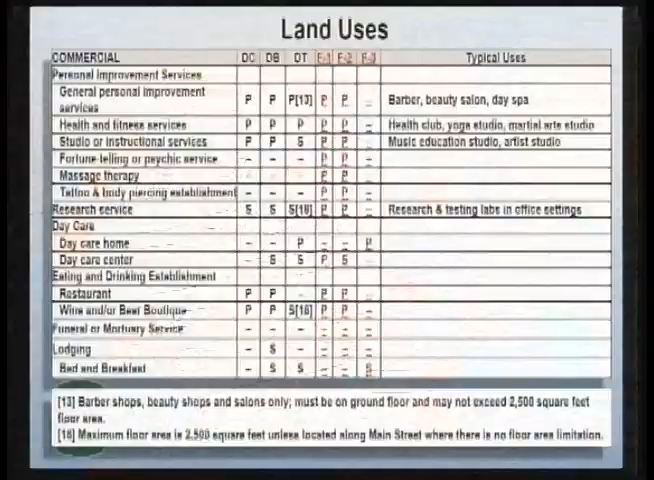 Land Uses
COMMERCIAL DC DB DT F-1 F-2 F-3 Typical Uses
Personal Improvement Services
General personal improvement services P P P[13] P P – Barber, beauty salon, day spa
Health and fitness services P P P P P – Health club, yoga studio, martial arts studio
Studio or instructional services P P S P P – Music education studio, artist studio
Fortune-telling or psychic service – – – P P –
Massage therapy – – – P P –
Tattoo & body piercing establishment – – – P P –
Research service S S S[16] P P – Research & testing labs in office settings
Day Care
Day care home – – P – – P
Day care center – S S P S –
Eating and Drinking Establishment
Restaurant P P - P P –
Wine and/or Beer Boutique P P S[16] P P –
Funeral or Mortuary Service – – – – – –
Lodging – S – – – –
Bed and Breakfast – S S – – S
[13] Barber shops, beauty shops and salons only; must be on ground floor and may not exceed 2,500 square feet
floor area.
[16] Maximum floor area is 2,500 square feet unless located along Main Street where there is no floor area limitation.